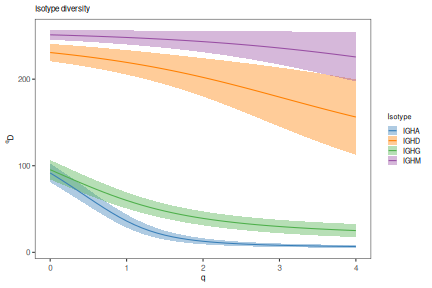 Isotype diversity
qD
200
100
0
0
1
2
3
4
q
Isotype
IGHA
IGHD
IGHG
IGHM